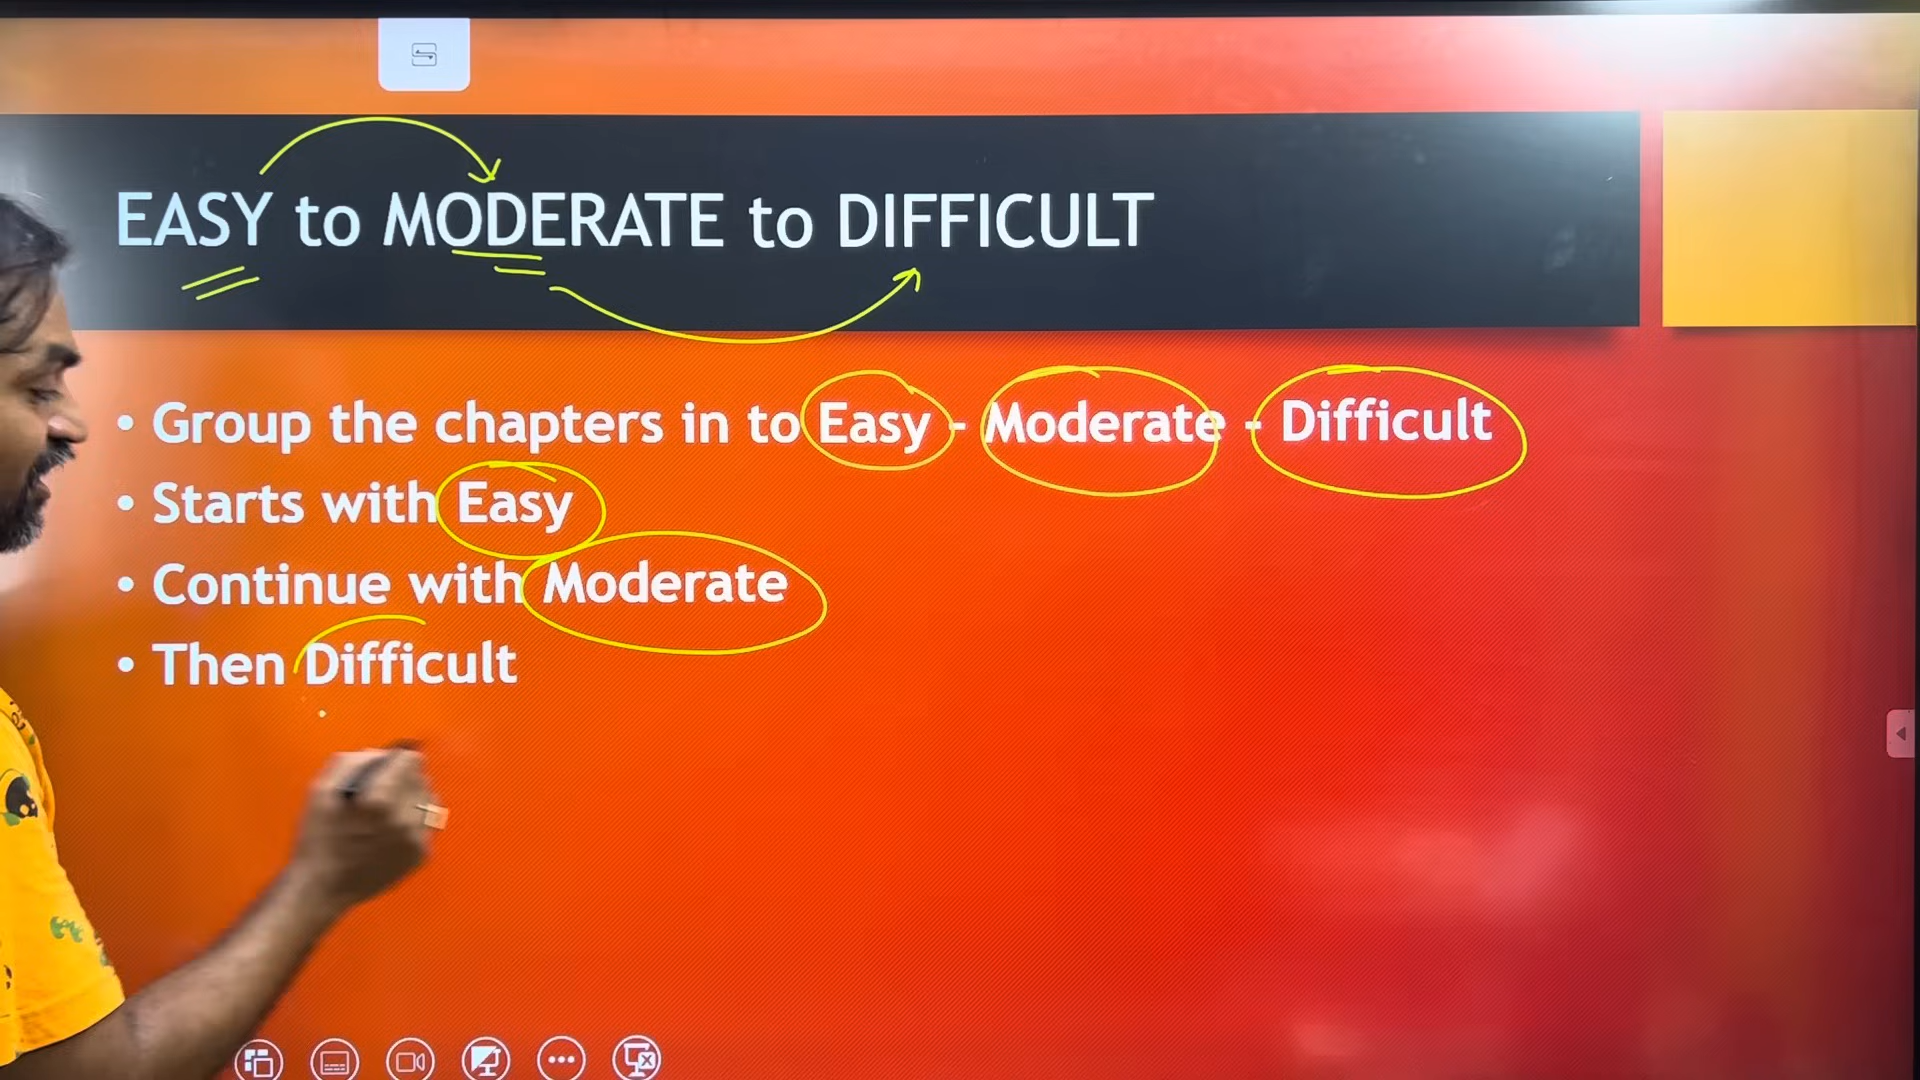 EASY to MODERATE to DIFFICULT
• Group the chapters in to Easy - Moderate - Difficult
• Starts with Easy
• Continue with Moderate
• Then Difficult